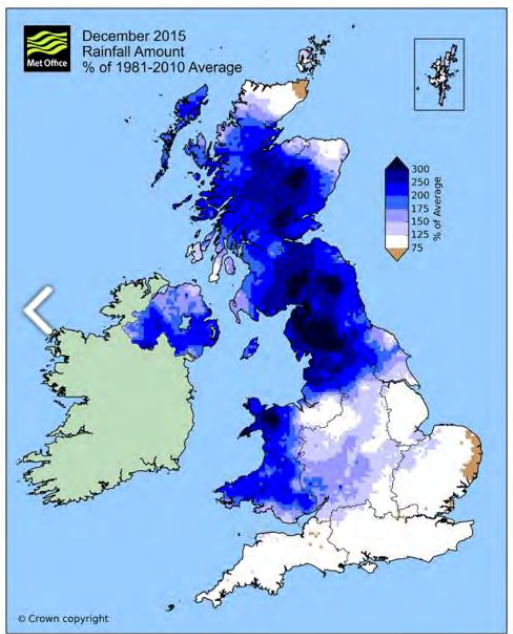 Met Office
December 2015
Rainfall Amount
% of 1981-2010 Average
300
250
200
175
150
125
75
% of Average
© Crown copyright